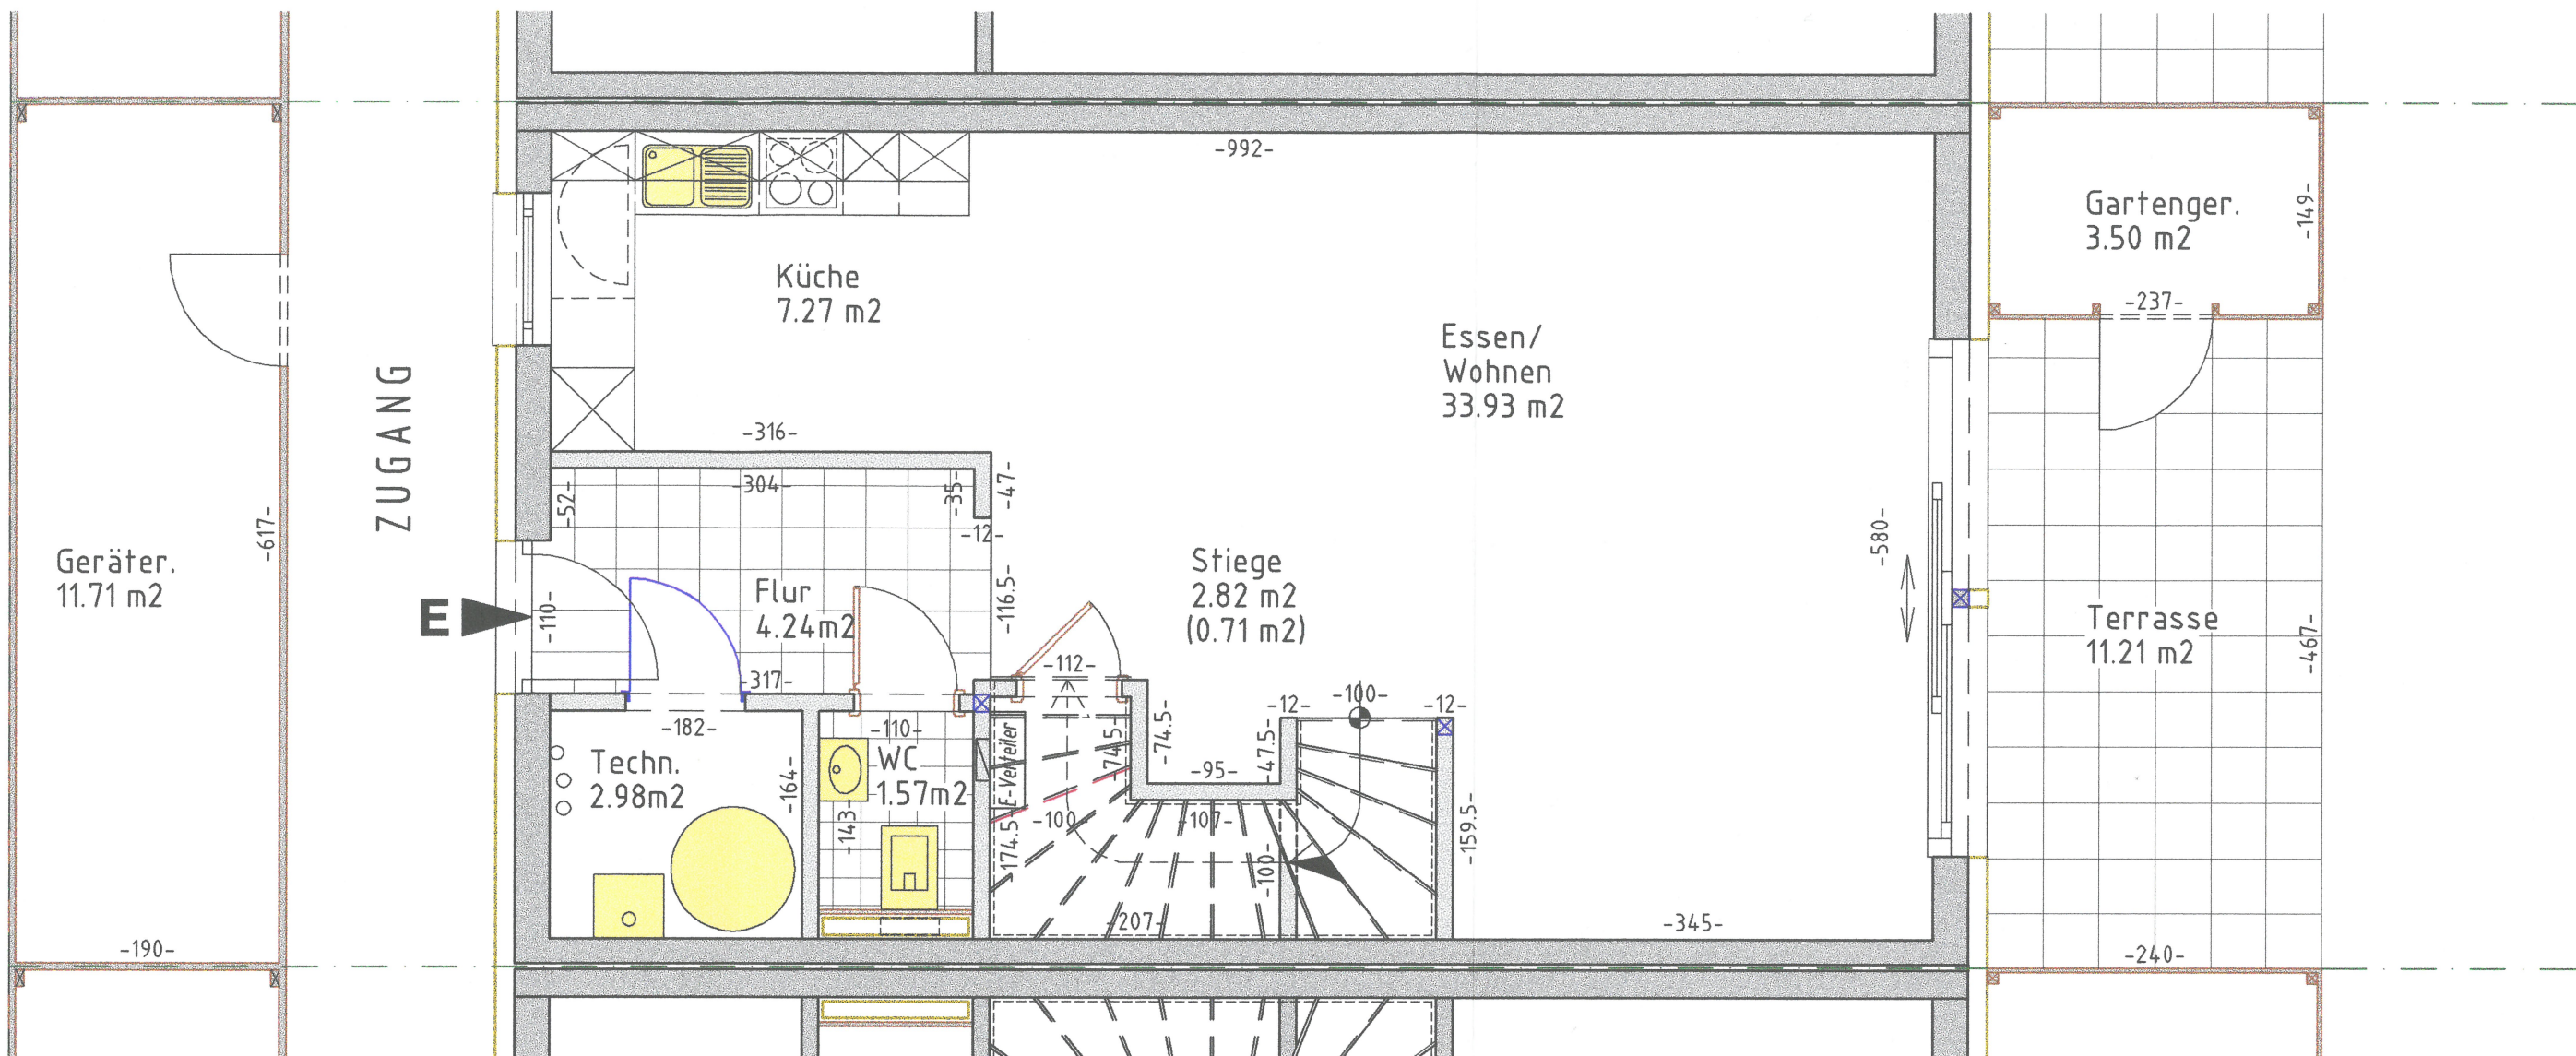 -992-
Gartenger.
3.50 m2
-149-
-237-
Küche
7.27 m2
Essen/
Wohnen
33.93 m2
ZUGANG
-316-
-304-
-52-
-35-
-47-
-12-
-617-
Geräter.
11.71 m2
E
-110-
Flur
4.24m2
-116.5-
Stiege
2.82 m2
(0.71 m2)
-580-
Terrasse
11.21 m2
-467-
-317-
-112-
-182-
-110-
Techn.
2.98m2
-164-
WC
1.57m2
-143-
E-Verteiler
174.5-
-74.5-
-74.5-
-95-
-47.5-
-12-
-100-
-12-
-100-
-107-
-100-
-159.5-
-207-
-345-
-190-
-240-